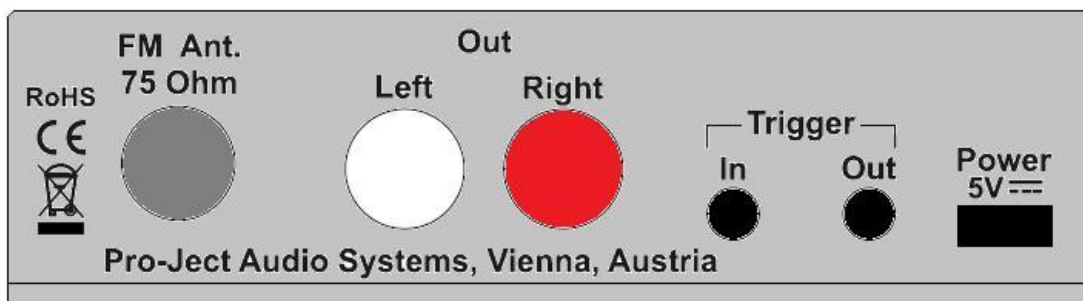 FM Ant.
75 Ohm
Out
Left
Right
RoHS
CE
Trigger
In
Out
Power
5V
Pro-Ject Audio Systems, Vienna, Austria